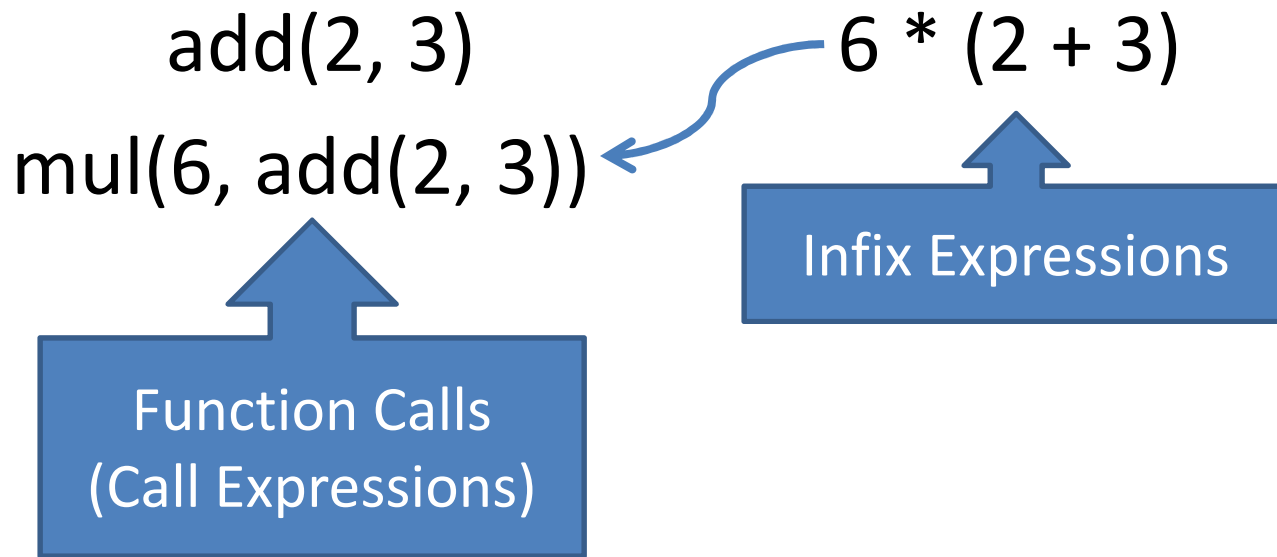 add(2, 3)
6 * (2 + 3)
mul(6, add(2, 3))
Infix Expressions
Function Calls
(Call Expressions)